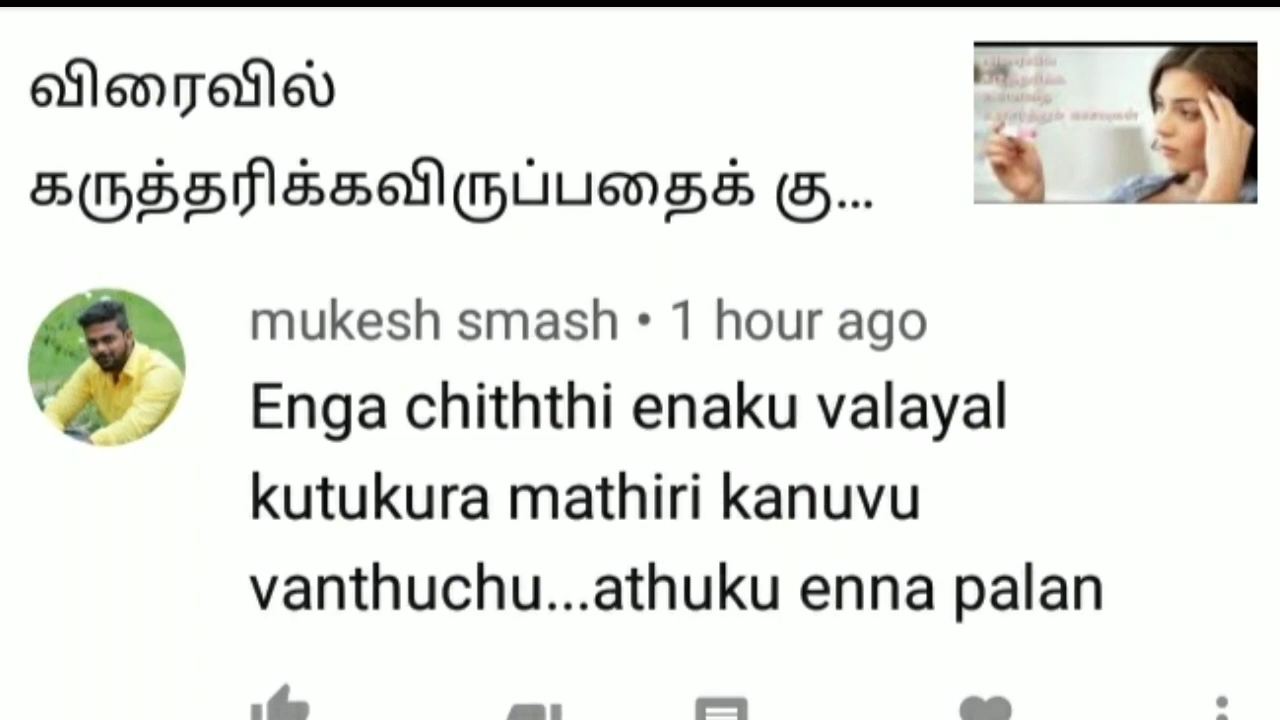 விரைவில்
கருத்தரிக்கவிருப்பதைக் கு...
mukesh smash • 1 hour ago
Enga chiththi enaku valayal
kutukura mathiri kanuvu
vanthuchu...athuku enna palan